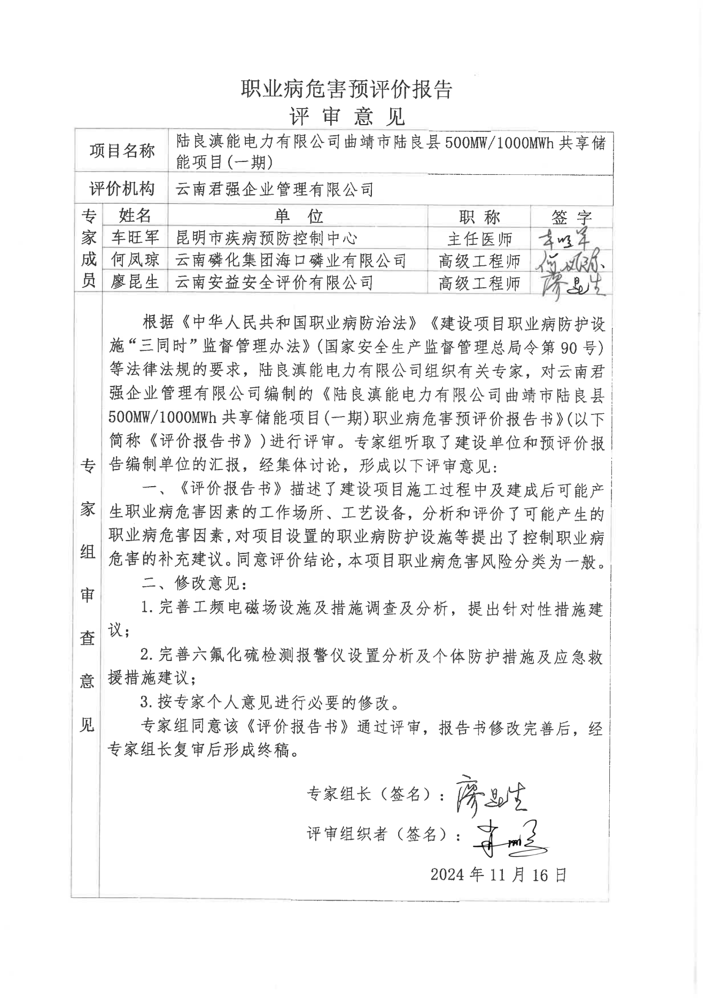 职业病危害预评价报告
评审意见
项目名称 陆良滇能电力有限公司曲靖市陆良县500MW/1000MWh共享储
能项目(一期)
评价机构 云南君强企业管理有限公司
专家成员 姓名 单位 职称 签字
车旺军 昆明市疾病预防控制中心 主任医师 车旺军
何凤琼 云南磷化集团海口磷业有限公司 高级工程师 何凤琼
廖昆生 云南安益安全评价有限公司 高级工程师 廖昆生
专家组审查意见
根据《中华人民共和国职业病防治法》《建设项目职业病防护设
施“三同时”监督管理办法》(国家安全生产监督管理总局令第90号)
等法律法规的要求，陆良滇能电力有限公司组织有关专家，对云南君
强企业管理有限公司编制的《陆良滇能电力有限公司曲靖市陆良县
500MW/1000MWh共享储能项目(一期)职业病危害预评价报告书》(以下
简称《评价报告书》)进行评审。专家组听取了建设单位和预评价报
告编制单位的汇报，经集体讨论，形成以下评审意见:
一、《评价报告书》描述了建设项目施工过程中及建成后可能产
生职业病危害因素的工作场所、工艺设备，分析和评价了可能产生的
职业病危害因素,对项目设置的职业病防护设施等提出了控制职业病
危害的补充建议。同意评价结论,本项目职业病危害风险分类为一般。
二、修改意见:
1.完善工频电磁场设施及措施调查及分析，提出针对性措施建
议;
2.完善六氟化硫检测报警仪设置分析及个体防护措施及应急救
援措施建议;
3.按专家个人意见进行必要的修改。
专家组同意该《评价报告书》通过评审，报告书修改完善后，经
专家组长复审后形成终稿。
专家组长（签名）: 廖昆生
评审组织者（签名）:
2024年11月16日